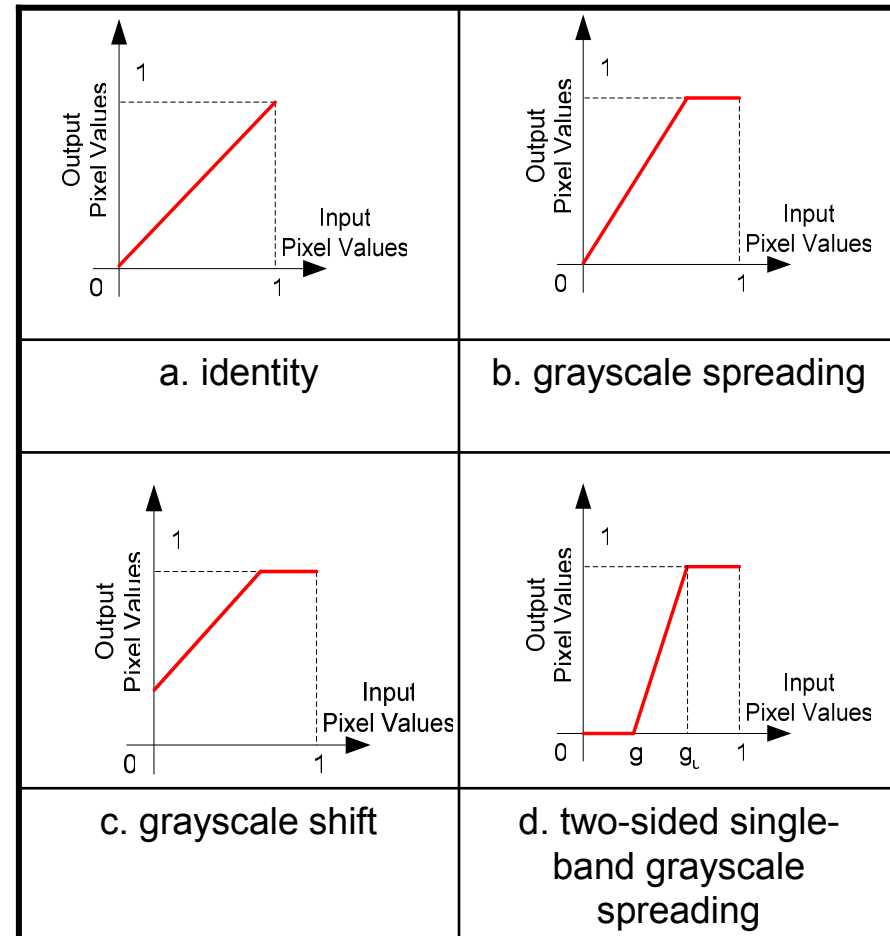 1
Output
Pixel Values
Input
Pixel Values
0
1
1
Output
Pixel Values
Input
Pixel Values
0
1
a. identity
b. grayscale spreading
1
Output
Pixel Values
Input
Pixel Values
0
1
1
Output
Pixel Values
Input
Pixel Values
0
g
g
1
c. grayscale shift
d. two-sided single-
band grayscale
spreading